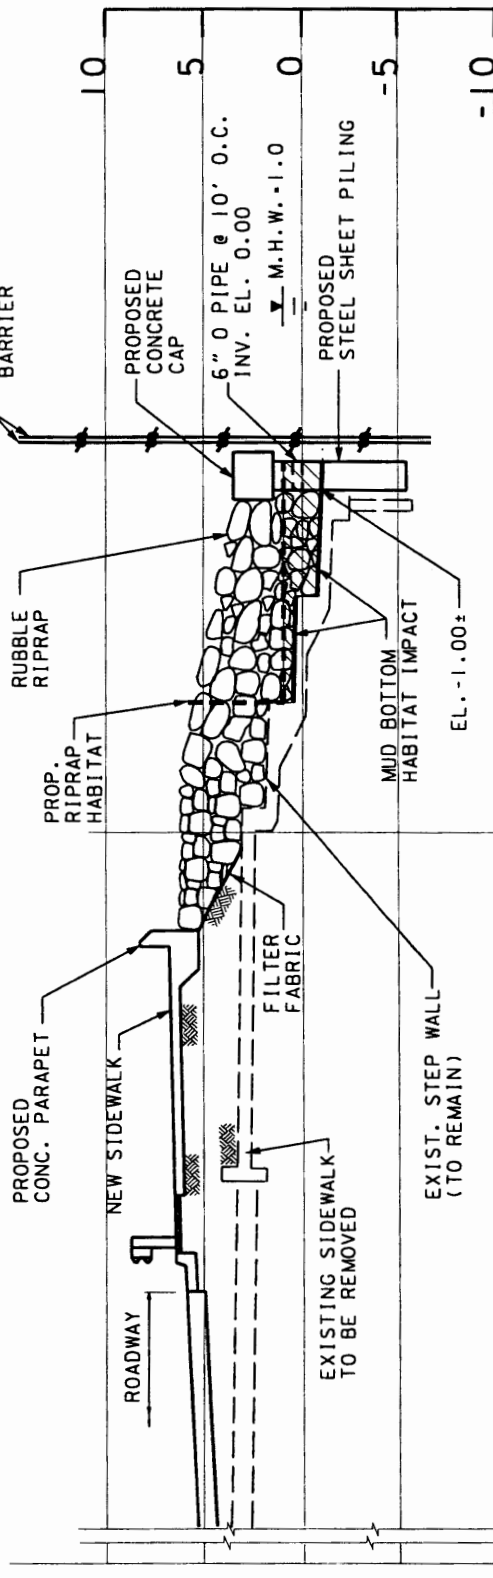 PROPOSED
CONC. PARAPET
NEW SIDEWALK
ROADWAY
EXISTING SIDEWALK
TO BE REMOVED
FILTER
FABRIC
EXIST. STEP WALL
(TO REMAIN)
PROP.
RIPRAP
HABITAT
RUBBLE
RIPRAP
MUD BOTTOM
HABITAT IMPACT
EL.-1.00±
BARRIER
PROPOSED
CONCRETE
CAP
6" O PIPE @ 10' O.C.
INV. EL. 0.00
M.H.W.=1.0
PROPOSED
STEEL SHEET PILING
10
5
0
-5
-10